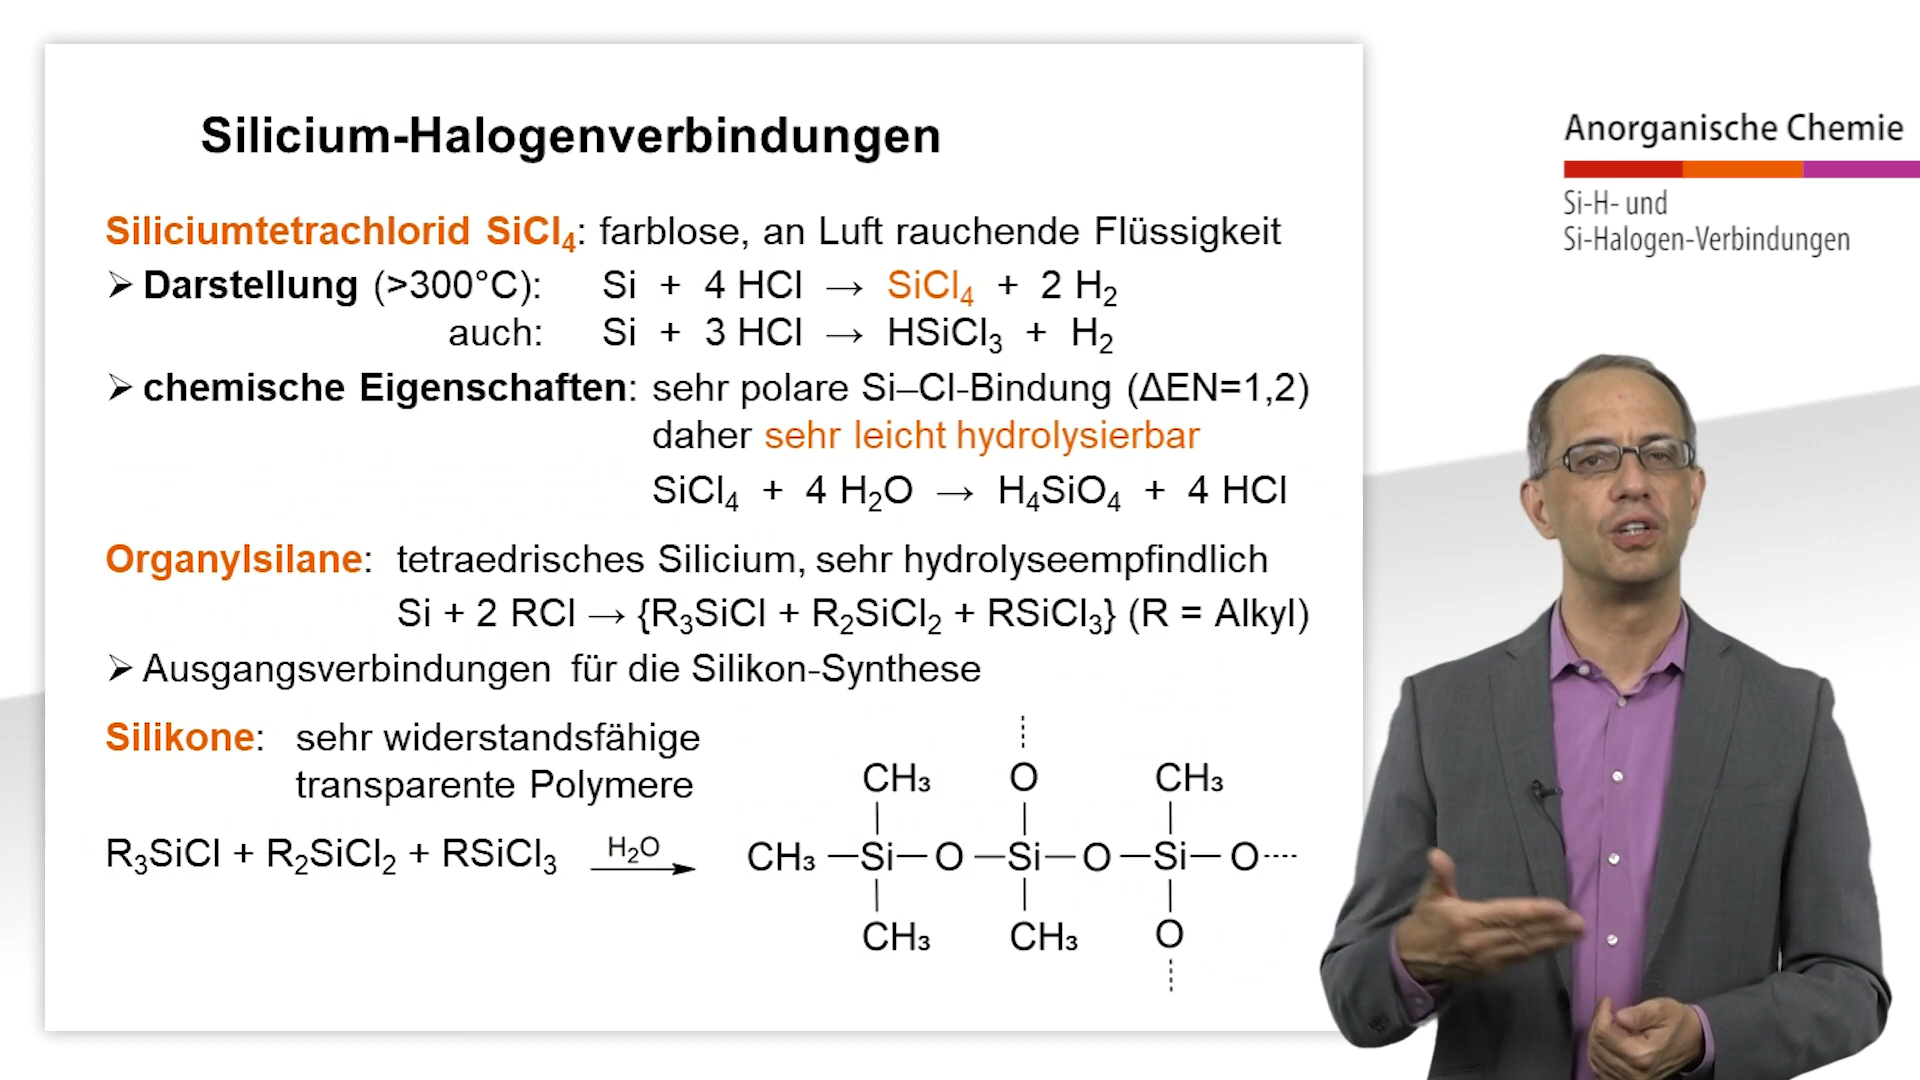 Silicium-Halogenverbindungen
Siliciumtetrachlorid SiCl₄: farblose, an Luft rauchende Flüssigkeit
➢ Darstellung (>300°C): Si + 4 HCl → SiCl₄ + 2 H₂
auch: Si + 3 HCl → HSiCl₃ + H₂
➢ chemische Eigenschaften: sehr polare Si–Cl-Bindung (ΔEN=1,2)
daher sehr leicht hydrolysierbar
SiCl₄ + 4 H₂O → H₄SiO₄ + 4 HCl
Organylsilane: tetraedrisches Silicium, sehr hydrolyseempfindlich
Si + 2 RCl → {R₃SiCl + R₂SiCl₂ + RSiCl₃} (R = Alkyl)
➢ Ausgangsverbindungen für die Silikon-Synthese
Silikone: sehr widerstandsfähige
transparente Polymere
R₃SiCl + R₂SiCl₂ + RSiCl₃ H₂O
CH₃ O CH₃
CH₃ — Si — O — Si — O — Si — O
CH₃ CH₃ O
Anorganische Chemie
Si-H- und
Si-Halogen-Verbindungen